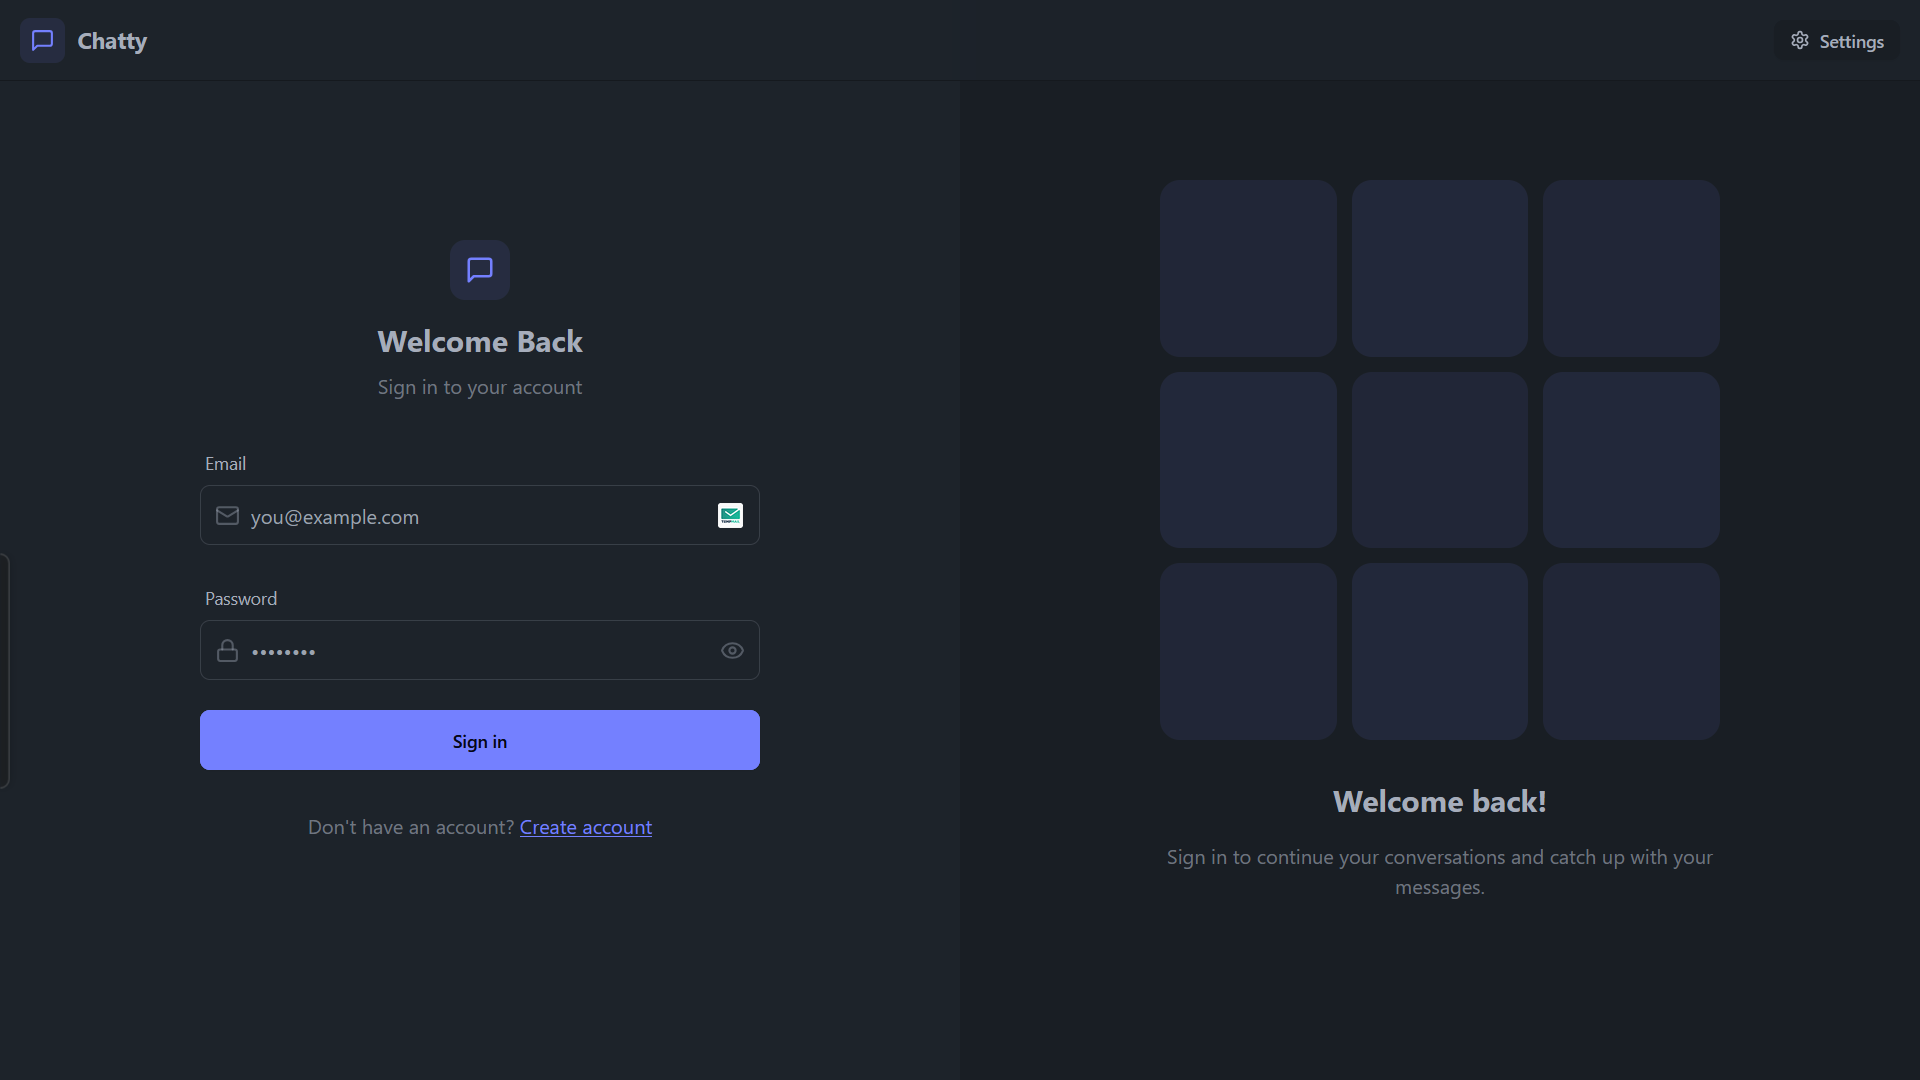 Chatty
Settings
Welcome Back
Sign in to your account
Email
you@example.com
Password
••••••••
Sign in
Don't have an account? Create account
Welcome back!
Sign in to continue your conversations and catch up with your
messages.